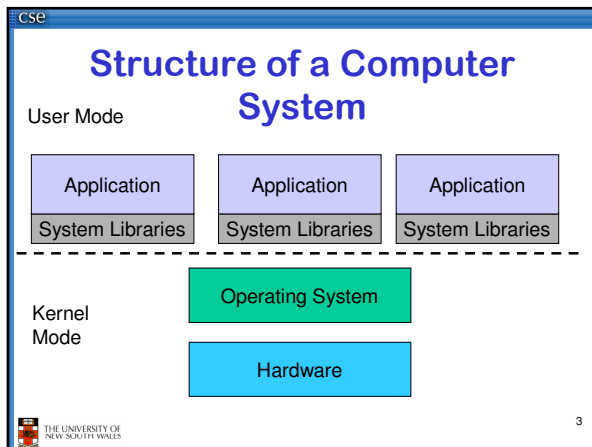 cse
Structure of a Computer
System
User Mode
Application
Application
Application
System Libraries
System Libraries
System Libraries
Operating System
Kernel
Mode
Hardware
THE UNIVERSITY OF
NEW SOUTH WALES
3